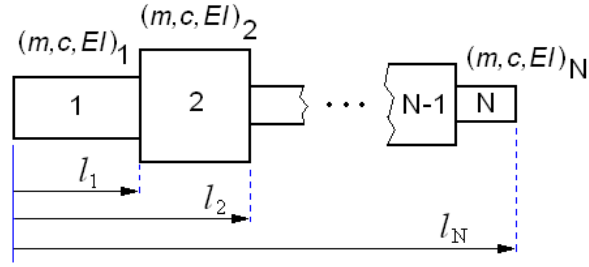 (m,c,EI)₂
(m,c,EI)₁
(m,c,EI)N
1
2
...
N-1
N
l₁
l₂
lN